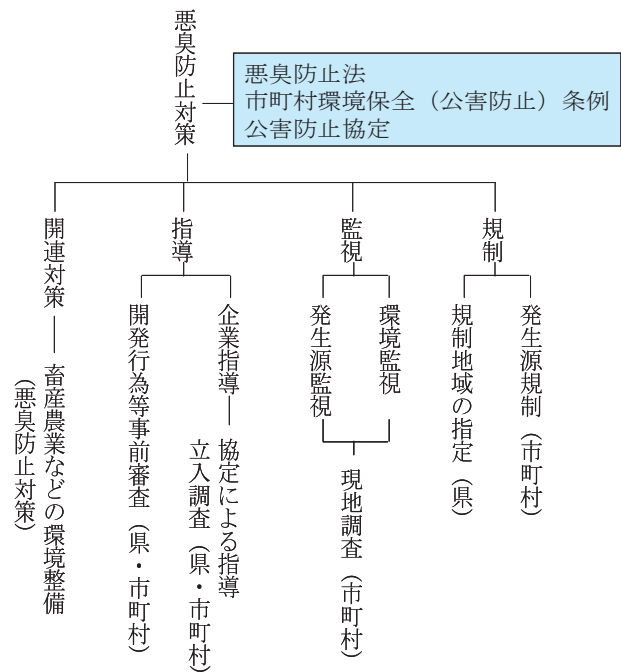 悪臭防止対策
悪臭防止法
市町村環境保全（公害防止）条例
公害防止協定
規制
発生源規制（市町村）
規制地域の指定（県）
監視
環境監視
発生源監視
現地調査（市町村）
指導
企業指導
協定による指導
立入調査（県・市町村）
開発行為等事前審査（県・市町村）
開連対策
畜産農業などの環境整備
（悪臭防止対策）